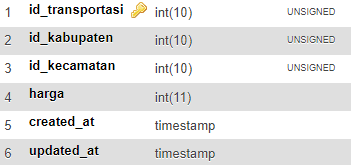 1 id_transportasi int(10) UNSIGNED
2 id_kabupaten int(10) UNSIGNED
3 id_kecamatan int(10) UNSIGNED
4 harga int(11)
5 created_at timestamp
6 updated_at timestamp